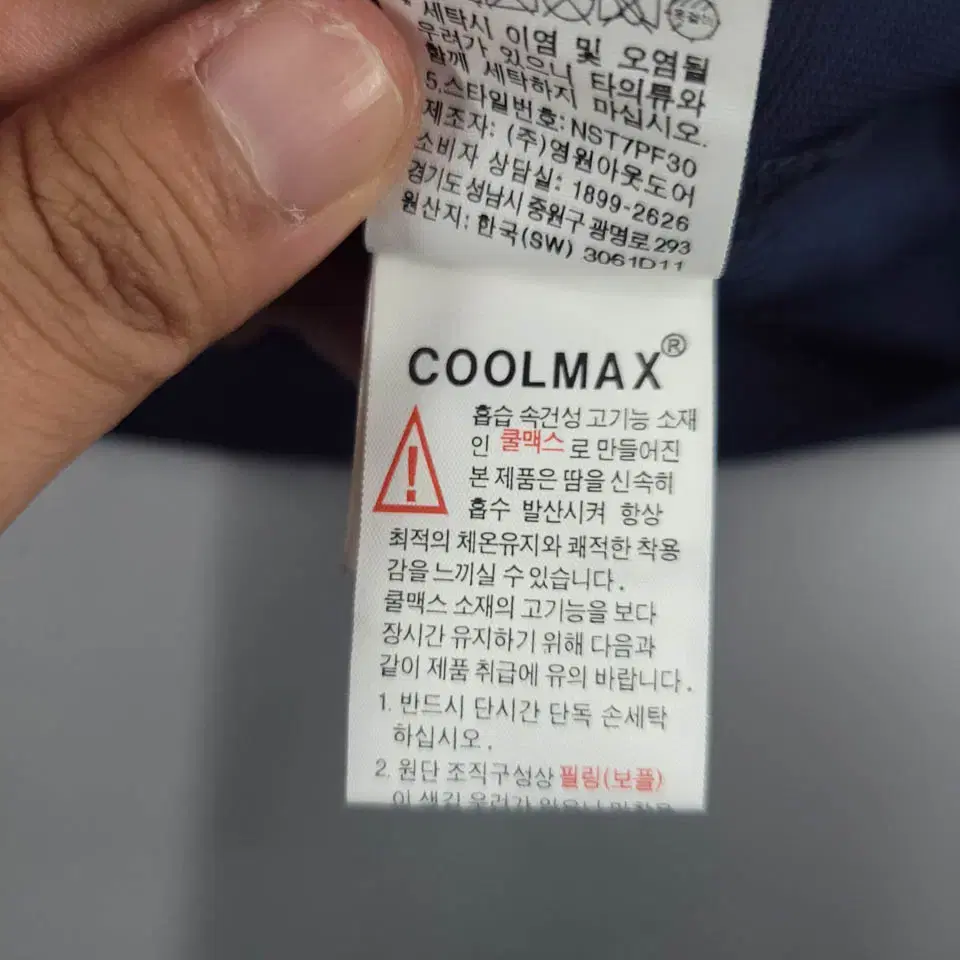 세탁시 이염 및 오염될
우려가 있으니 타의류와
함께 세탁하지 마십시오.
5.스타일번호: NST7PF30
제조자: (주)영원아웃도어
소비자 상담실: 1899-2626
경기도 성남시 중원구 광명로 293
원산지: 한국(SW) 3061D11
COOLMAX®
흡습 속건성 고기능 소재
인 쿨맥스 로 만들어진
본 제품은 땀을 신속히
흡수 발산시켜 항상
최적의 체온유지와 쾌적한 착용
감을 느끼실 수 있습니다.
쿨맥스 소재의 고기능을 보다
장시간 유지하기 위해 다음과
같이 제품 취급에 유의 바랍니다.
1. 반드시 단시간 단독 손세탁
하십시오.
2. 원단 조직구성상 필링(보플)
이 생길 우려가 있으니